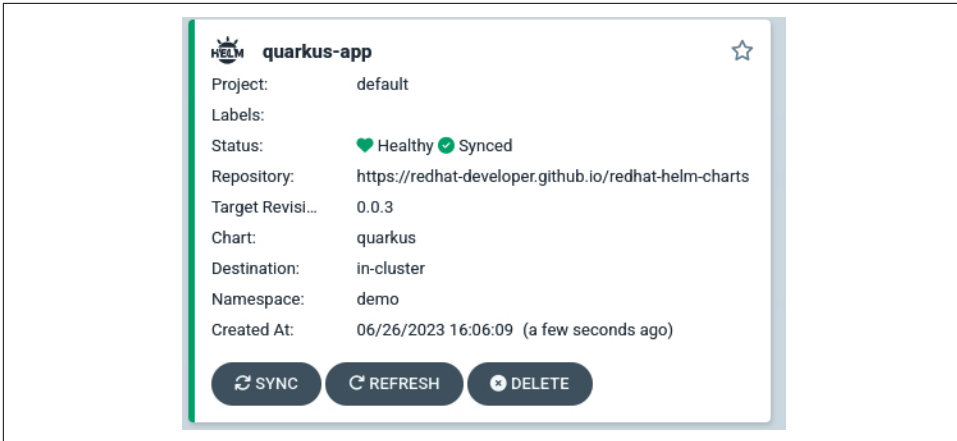 HELM quarkus-app
Project: default
Labels:
Status: Healthy Synced
Repository: https://redhat-developer.github.io/redhat-helm-charts
Target Revisi... 0.0.3
Chart: quarkus
Destination: in-cluster
Namespace: demo
Created At: 06/26/2023 16:06:09 (a few seconds ago)
SYNC REFRESH DELETE